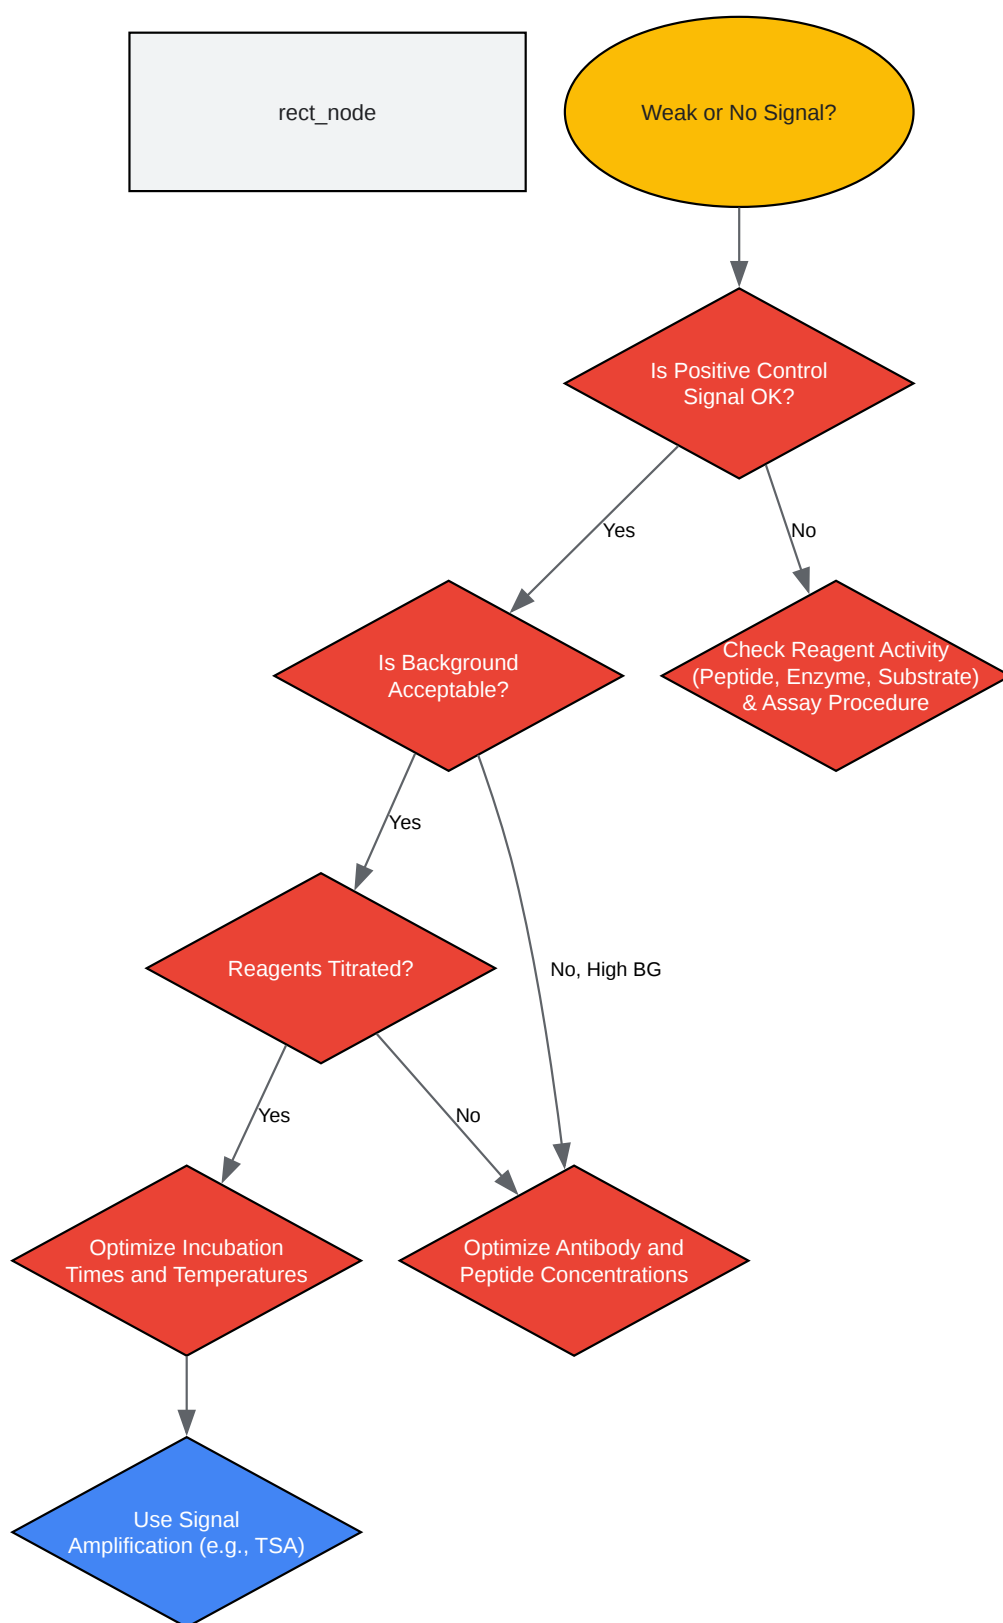 rect_node
Weak or No Signal?
Is Positive Control
Signal OK?
Yes
No
Is Background
Acceptable?
Check Reagent Activity
(Peptide, Enzyme, Substrate)
& Assay Procedure
Yes
Reagents Titrated?
No, High BG
Yes
No
Optimize Incubation
Times and Temperatures
Optimize Antibody and
Peptide Concentrations
Use Signal
Amplification (e.g., TSA)